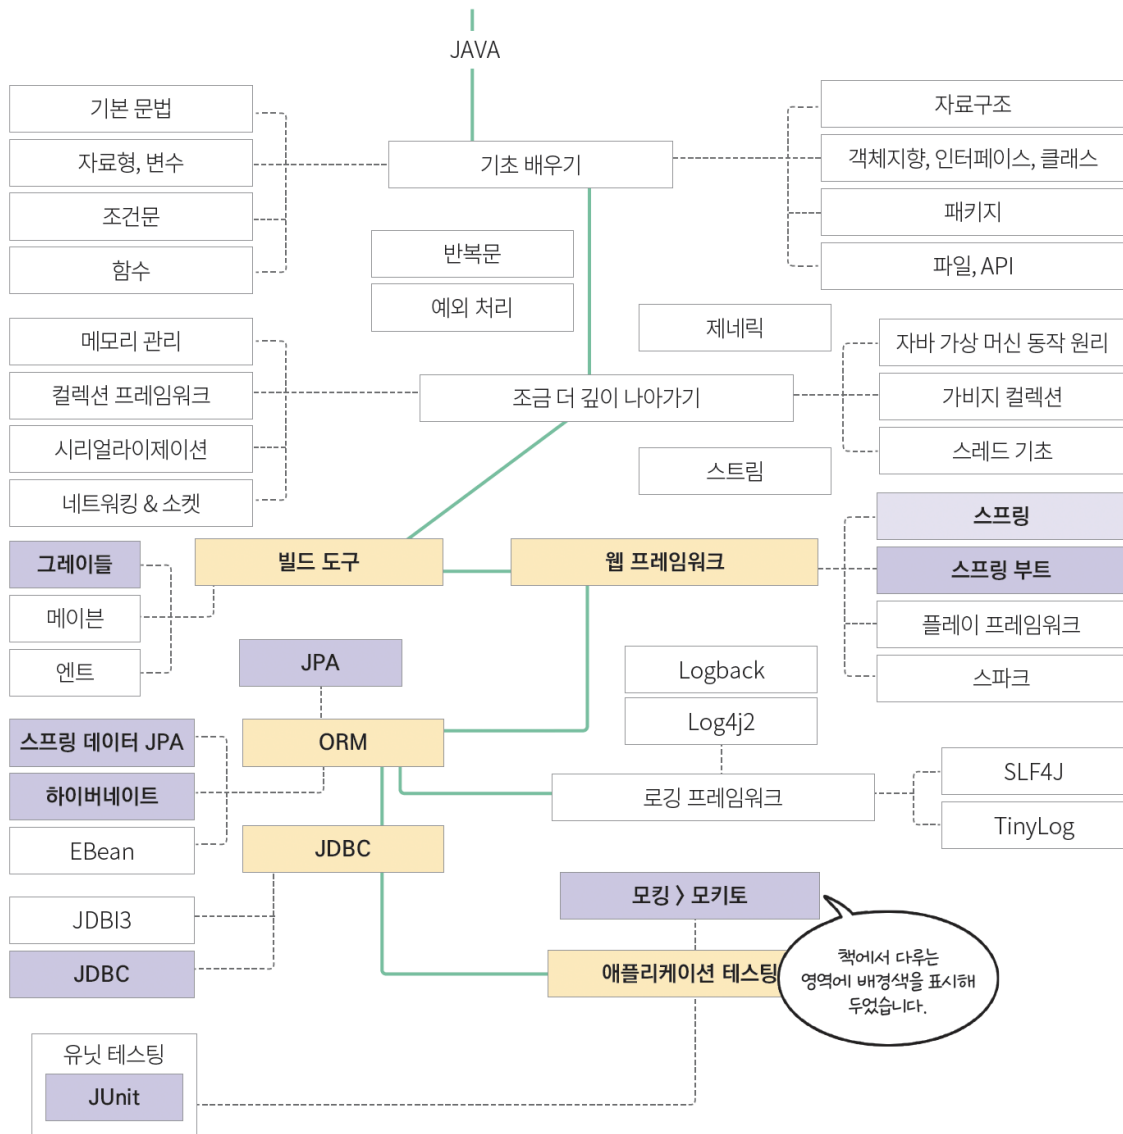 JAVA
기본 문법
자료형, 변수
조건문
함수
기초 배우기
자료구조
객체지향, 인터페이스, 클래스
패키지
파일, API
반복문
예외 처리
메모리 관리
컬렉션 프레임워크
시리얼라이제이션
네트워킹 & 소켓
조금 더 깊이 나아가기
제네릭
스트림
자바 가상 머신 동작 원리
가비지 컬렉션
스레드 기초
그레이들
메이븐
엔트
빌드 도구
웹 프레임워크
스프링
스프링 부트
플레이 프레임워크
스파크
JPA
ORM
스프링 데이터 JPA
하이버네이트
EBean
Logback
Log4j2
로깅 프레임워크
SLF4J
TinyLog
JDBC
JDBI3
JDBC
모킹 > 모키토
애플리케이션 테스팅
책에서 다루는
영역에 배경색을 표시해
두었습니다.
유닛 테스팅
JUnit